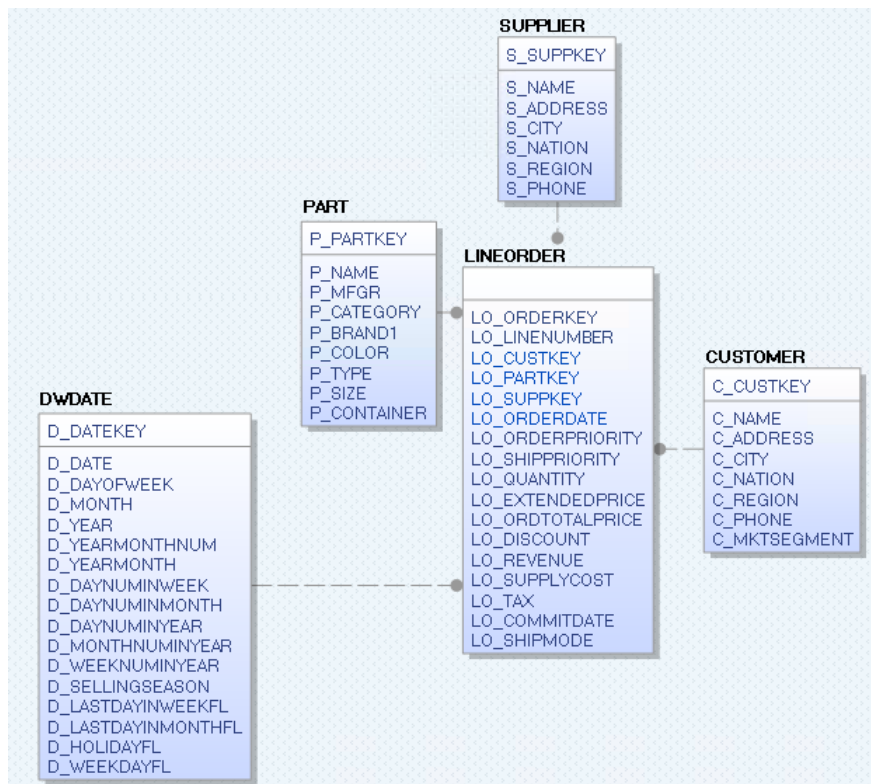 SUPPLIER
S_SUPPKEY
S_NAME
S_ADDRESS
S_CITY
S_NATION
S_REGION
S_PHONE
PART
P_PARTKEY
P_NAME
P_MFGR
P_CATEGORY
P_BRAND1
P_COLOR
P_TYPE
P_SIZE
P_CONTAINER
LINEORDER
LO_ORDERKEY
LO_LINENUMBER
LO_CUSTKEY
LO_PARTKEY
LO_SUPPKEY
LO_ORDERDATE
LO_ORDERPRIORITY
LO_SHIPPRIORITY
LO_QUANTITY
LO_EXTENDEDPRICE
LO_ORDTOTALPRICE
LO_DISCOUNT
LO_REVENUE
LO_SUPPLYCOST
LO_TAX
LO_COMMITDATE
LO_SHIPMODE
CUSTOMER
C_CUSTKEY
C_NAME
C_ADDRESS
C_CITY
C_NATION
C_REGION
C_PHONE
C_MKTSEGMENT
DWDATE
D_DATEKEY
D_DATE
D_DAYOFWEEK
D_MONTH
D_YEAR
D_YEARMONTHNUM
D_YEARMONTH
D_DAYNUMINWEEK
D_DAYNUMINMONTH
D_DAYNUMINYEAR
D_MONTHNUMINYEAR
D_WEEKNUMINYEAR
D_SELLINGSEASON
D_LASTDAYINWEEKFL
D_LASTDAYINMONTHFL
D_HOLIDAYFL
D_WEEKDAYFL